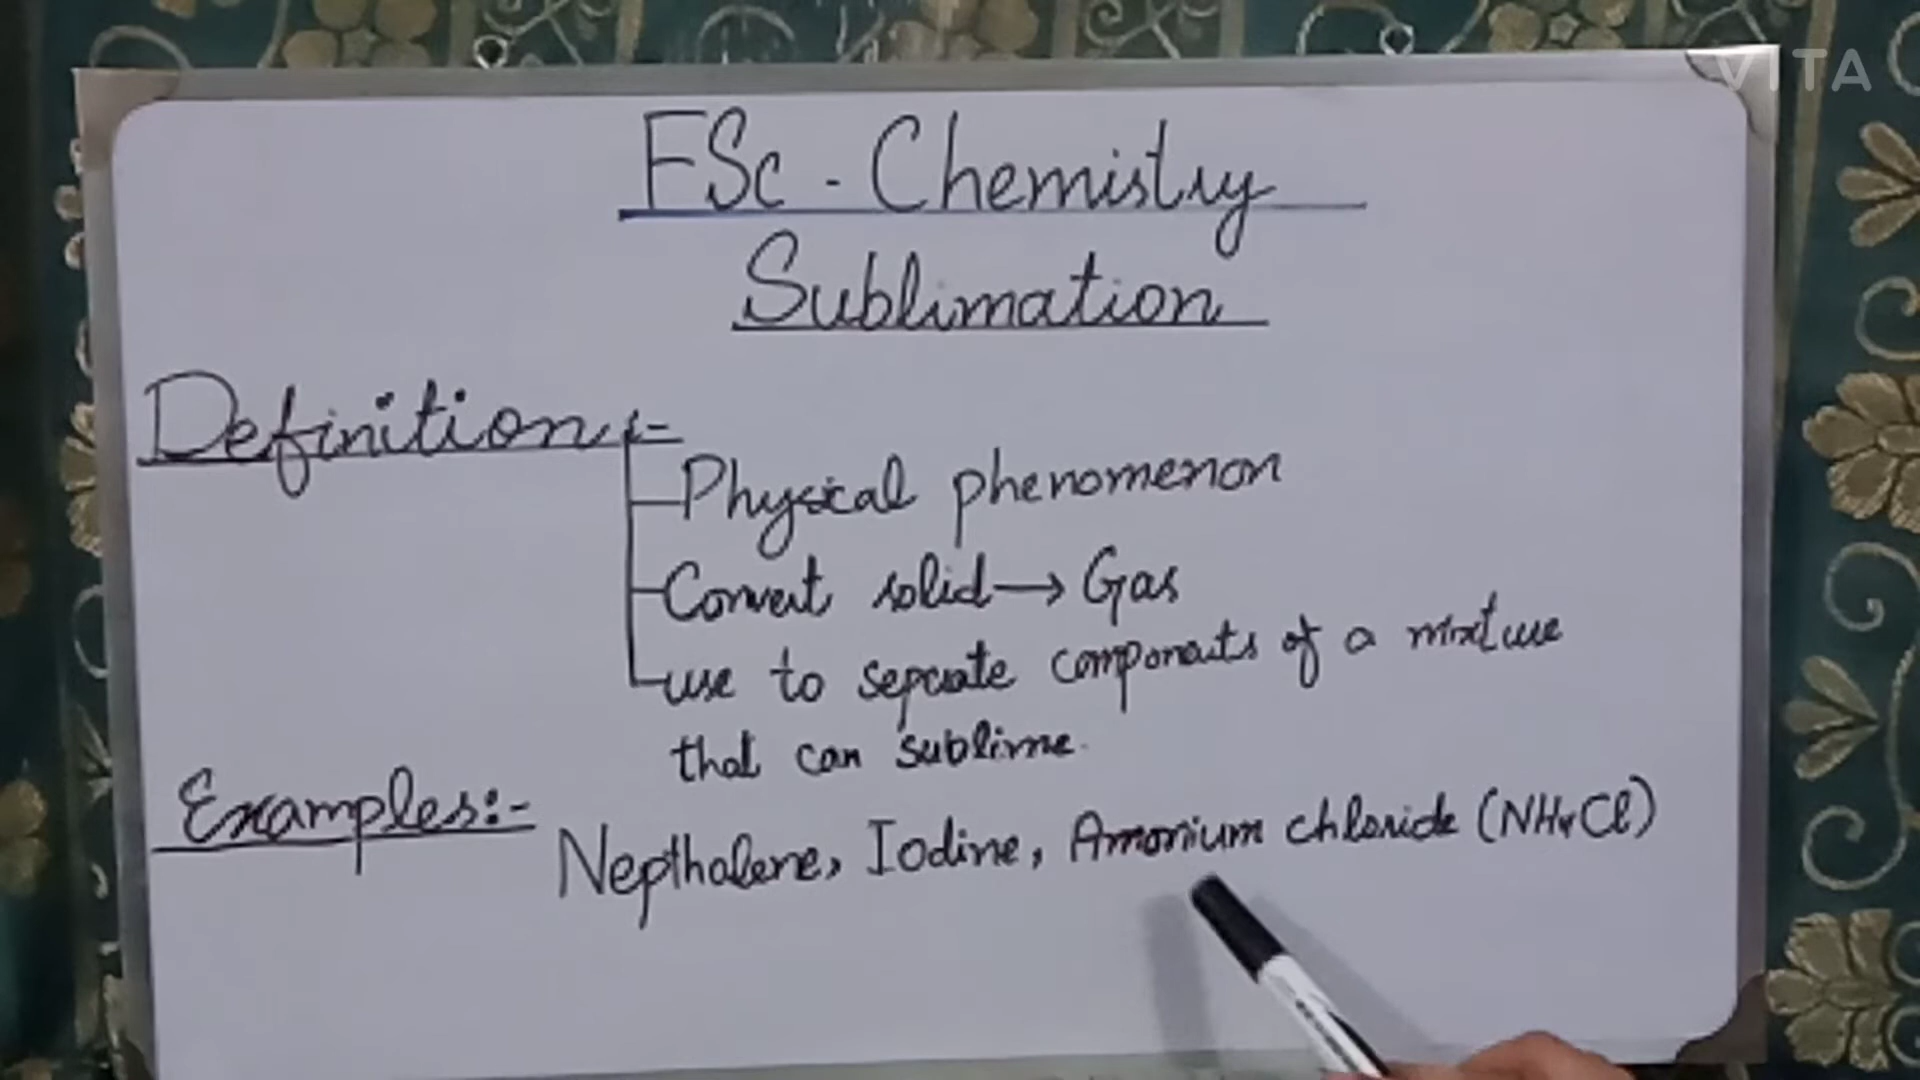 VITA
FSc - Chemistry
Sublimation
Definition:-
Physical phenomenon
Convert solid → Gas
use to seperate components of a mixture
that can sublime.
Examples:-
Nepthalene, Iodine, Amonium chloride (NH4Cl)